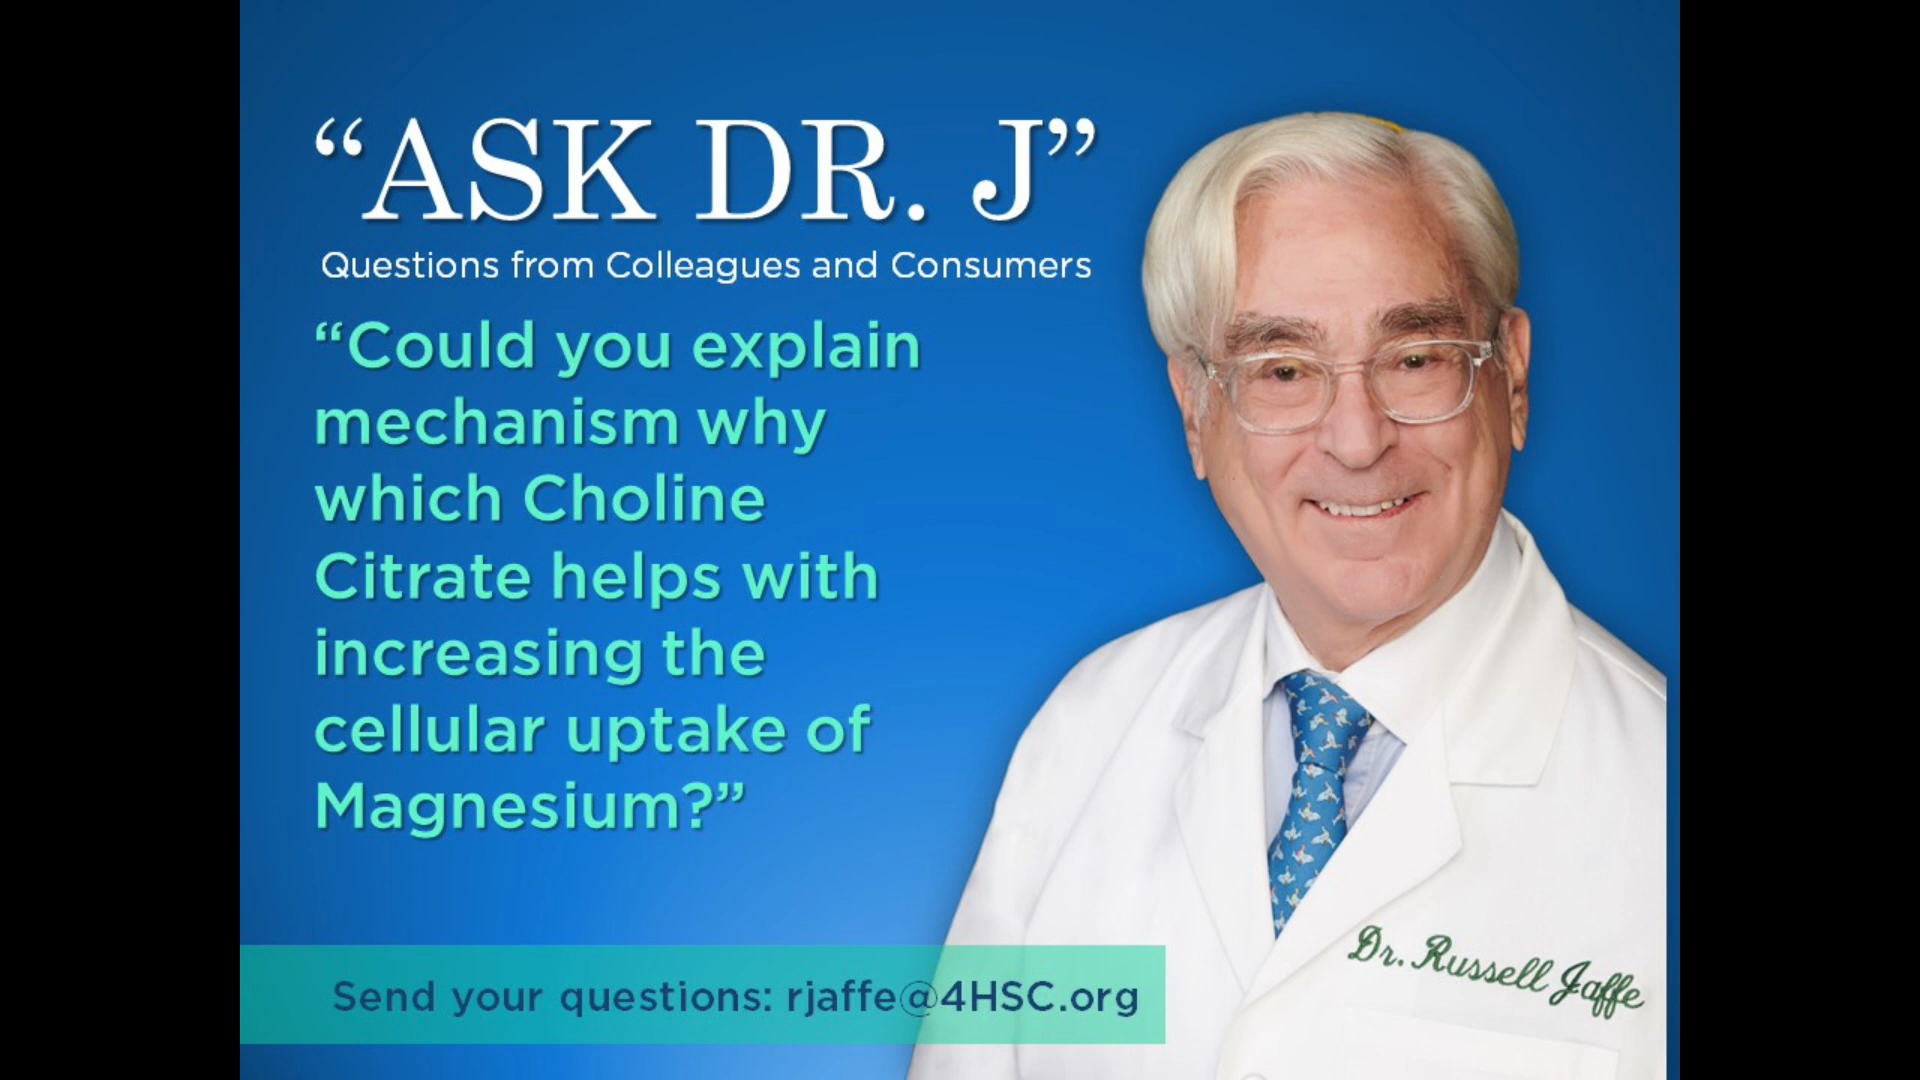 “ASK DR. J”
Questions from Colleagues and Consumers
“Could you explain
mechanism why
which Choline
Citrate helps with
increasing the
cellular uptake of
Magnesium?”
Send your questions: rjaffe@4HSC.org
Dr. Russell Jaffe